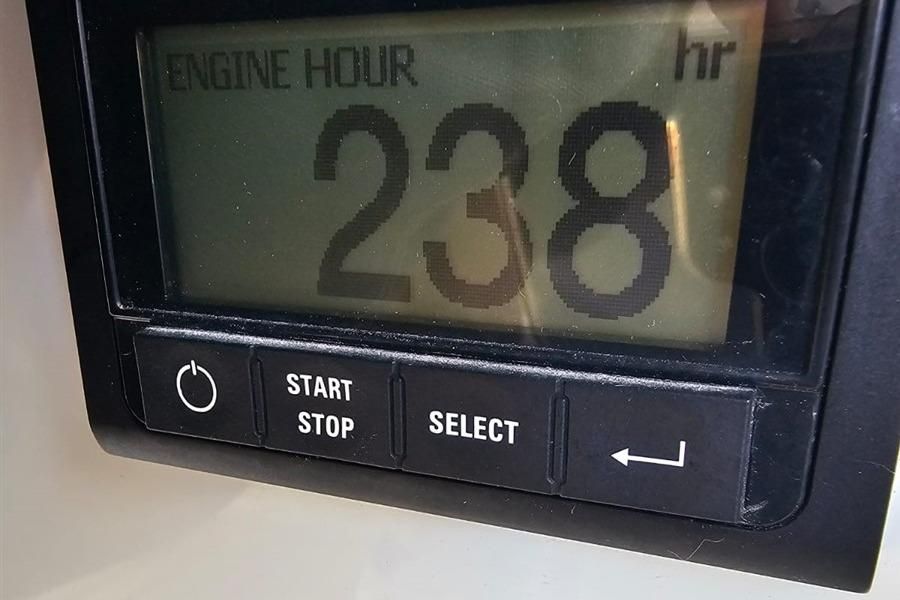 ENGINE HOUR hr
238
START
STOP
SELECT